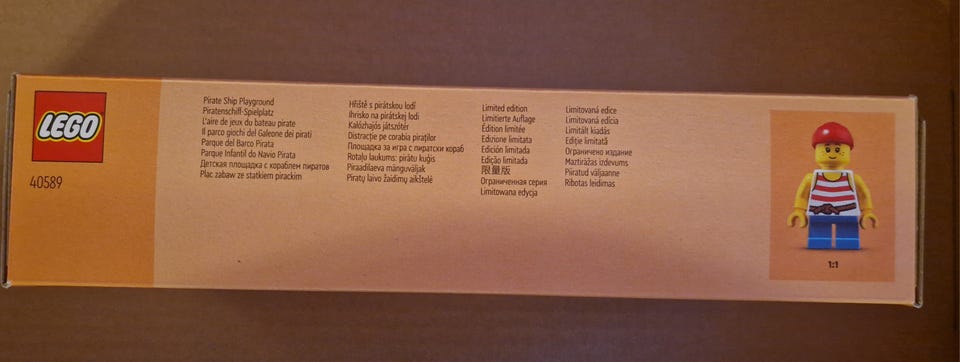 LEGO
40589
Pirate Ship Playground
Piratenschiff-Spielplatz
L'aire de jeux du bateau pirate
Il parco giochi del Galeone dei pirati
Parque del Barco Pirata
Parque Infantil do Navio Pirata
Детская площадка с кораблем пиратов
Plac zabaw ze statkiem pirackim
Hřiště s pirátskou lodí
Ihrisko na pirátskej lodi
Kalózhajós játszótér
Distracție pe corabia piraților
Площадка за игра с пиратски кораб
Rotaļu laukums: pirātu kuģis
Piraadilaeva mänguväljak
Piratų laivo žaidimų aikštelė
Limited edition
Limitierte Auflage
Édition limitée
Edizione limitata
Edición limitada
Edição limitada
限量版
Ограниченная серия
Limitowana edycja
Limitovaná edice
Limitovaná edícia
Limitált kiadás
Ediție limitată
Ограничено издание
Maztirāžas izdevums
Piiratud väljaanne
Ribotas leidimas
1:1